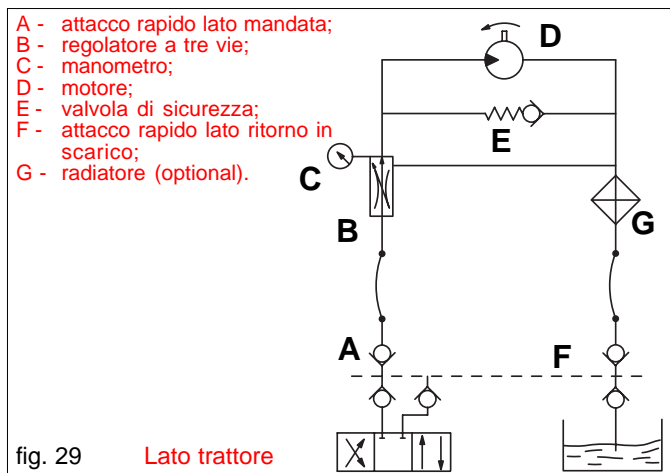 A - attacco rapido lato mandata;
B - regolatore a tre vie;
C - manometro;
D - motore;
E - valvola di sicurezza;
F - attacco rapido lato ritorno in
scarico;
G - radiatore (optional).
D
E
C
B
G
A
F
fig. 29 Lato trattore